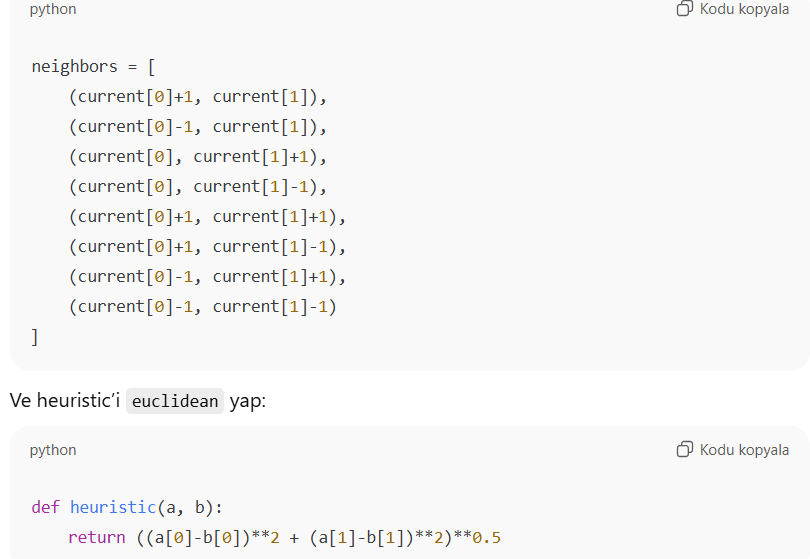 python
Kodu kopyala
neighbors = [
    (current[0]+1, current[1]),
    (current[0]-1, current[1]),
    (current[0], current[1]+1),
    (current[0], current[1]-1),
    (current[0]+1, current[1]+1),
    (current[0]+1, current[1]-1),
    (current[0]-1, current[1]+1),
    (current[0]-1, current[1]-1)
]
Ve heuristic’i euclidean yap:
python
Kodu kopyala
def heuristic(a, b):
    return ((a[0]-b[0])**2 + (a[1]-b[1])**2)**0.5